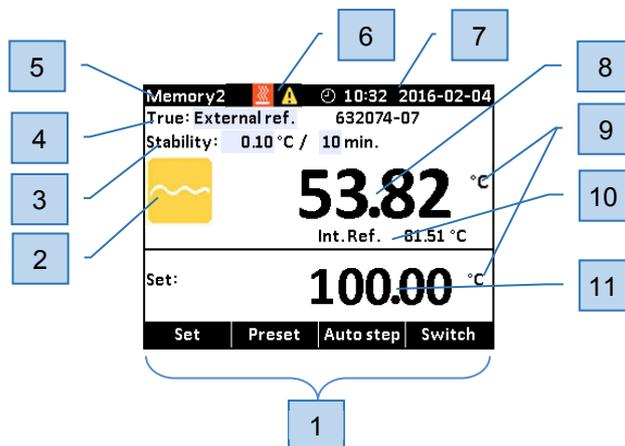 6
7
5
8
Memory2 10:32 2016-02-04
4
True: External ref. 632074-07
9
Stability: 0.10 °C / 10 min.
3
53.82 °C
10
2
Int. Ref. 81.51 °C
Set: 100.00 °C
11
Set Preset Auto step Switch
1